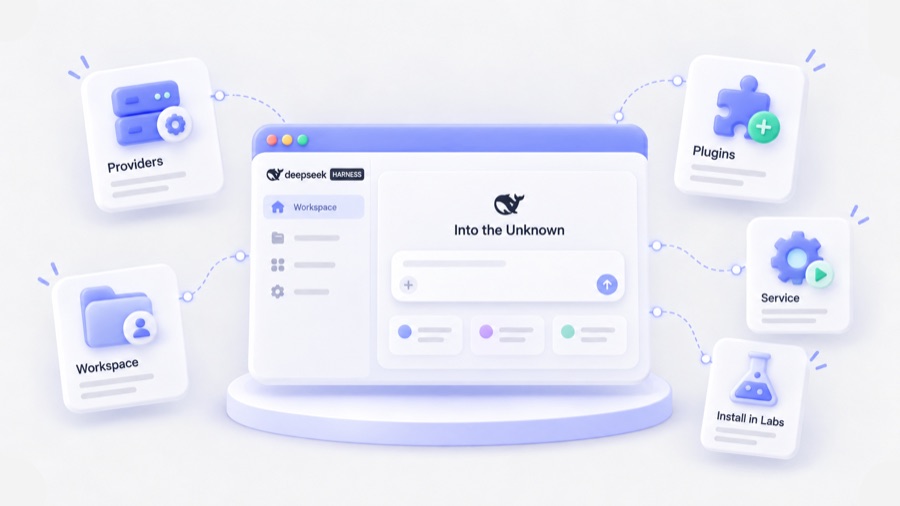 Providers
Workspace
deepseek HARNESS
Workspace
Into the Unknown
Plugins
Service
Install in Labs